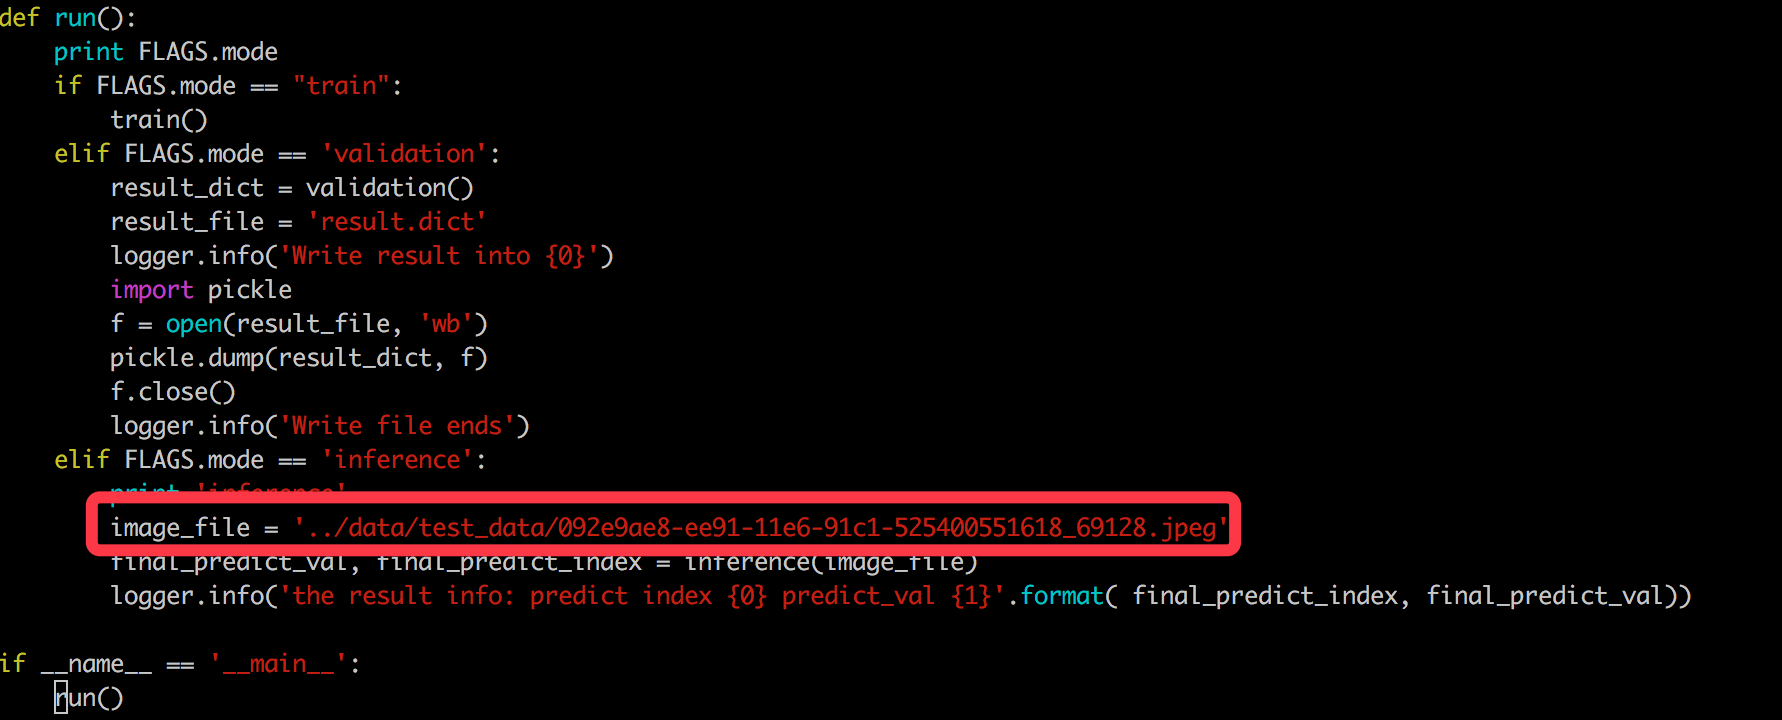 def run():
    print FLAGS.mode
    if FLAGS.mode == "train":
        train()
    elif FLAGS.mode == 'validation':
        result_dict = validation()
        result_file = 'result.dict'
        logger.info('Write result into {0}')
        import pickle
        f = open(result_file, 'wb')
        pickle.dump(result_dict, f)
        f.close()
        logger.info('Write file ends')
    elif FLAGS.mode == 'inference':
        print 'inference'
        image_file = '../data/test_data/092e9ae8-ee91-11e6-91c1-525400551618_69128.jpeg'
        final_predict_val, final_predict_index = inference(image_file)
        logger.info('the result info: predict index {0} predict_val {1}'.format( final_predict_index, final_predict_val))
if __name__ == '__main__':
    run()